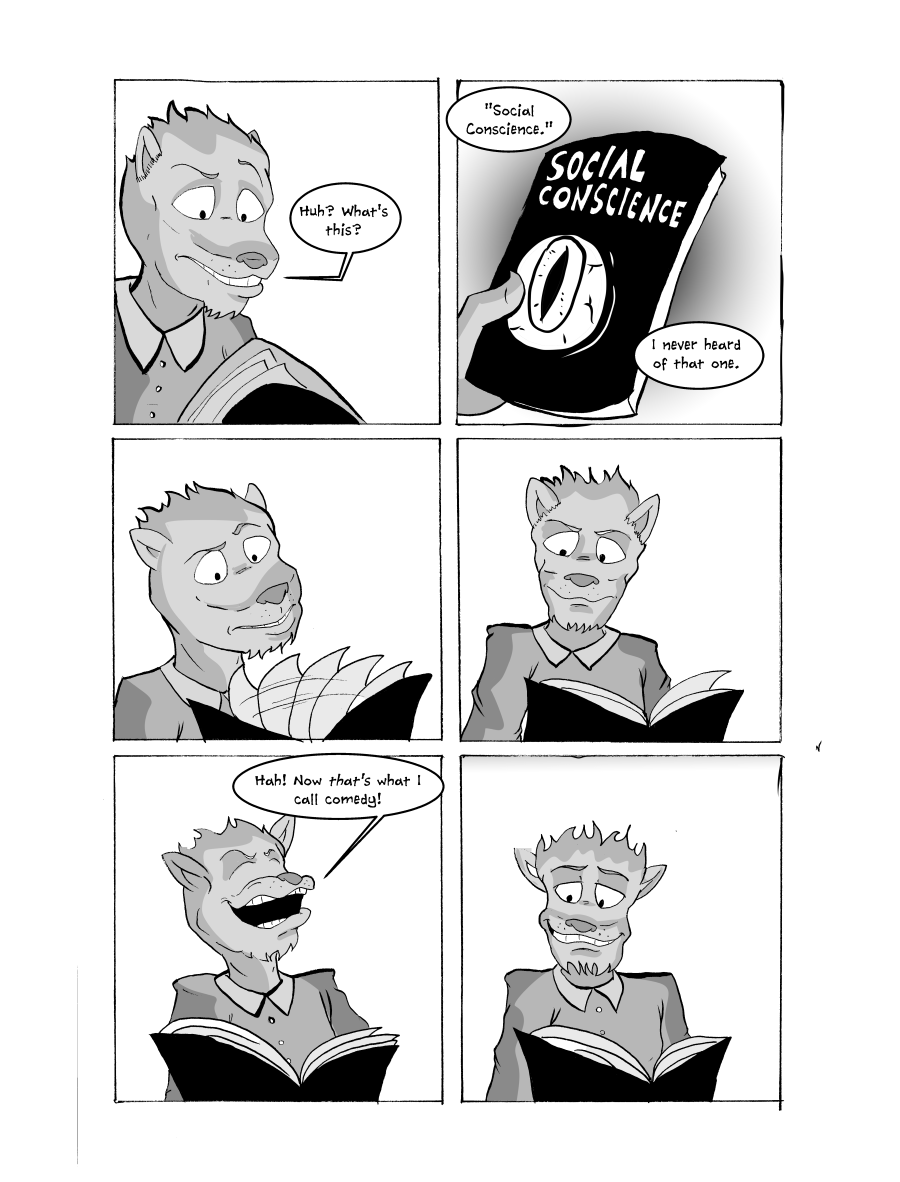 Huh? What's
this?
"Social
Conscience."
SOCIAL
CONSCIENCE
I never heard
of that one.
Hah! Now that's what I
call comedy!